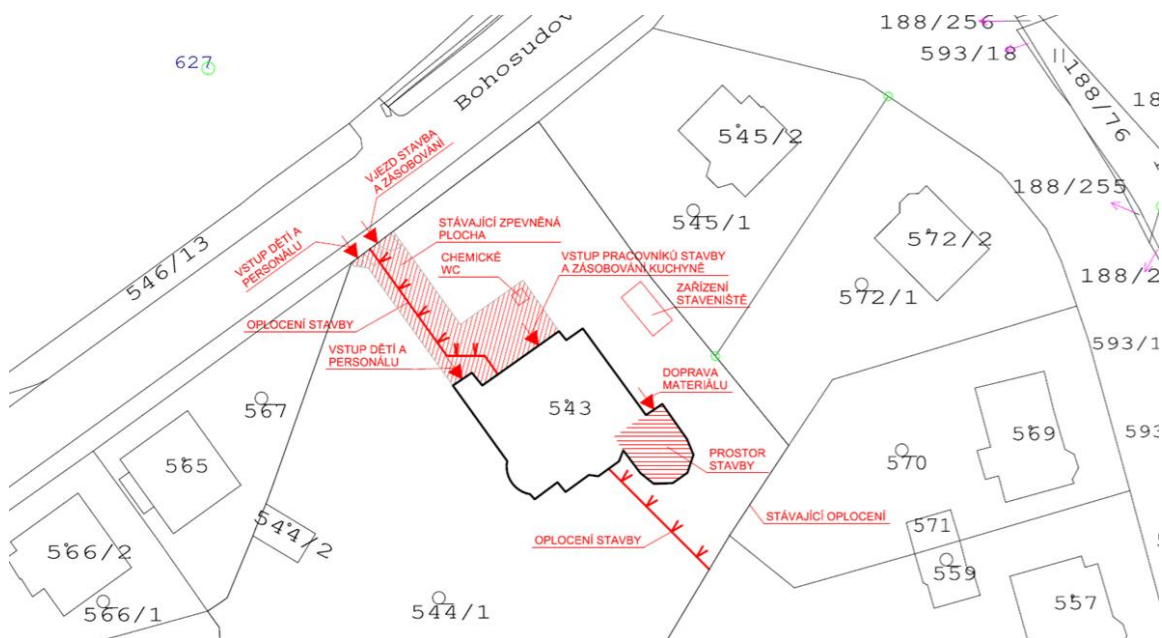 188/256
593/18
188/76
18
627
Bohosudov
545/2
VJEZD STAVBA
A ZÁSOBOVÁNÍ
188/255
STÁVAJÍCÍ ZPEVNĚNÁ
PLOCHA
545/1
572/2
VSTUP DĚTÍ A
PERSONÁLU
CHEMICKÉ
WC
VSTUP PRACOVNÍKŮ STAVBY
A ZÁSOBOVÁNÍ KUCHYNĚ
546/13
ZAŘÍZENÍ
STAVENIŠTĚ
188/2
572/1
OPLOCENÍ STAVBY
593/1
VSTUP DĚTÍ A
PERSONÁLU
DOPRAVA
MATERIÁLU
543
567
569
593
565
PROSTOR
STAVBY
570
STÁVAJÍCÍ OPLOCENÍ
544/2
571
OPLOCENÍ STAVBY
566/2
559
544/1
557
566/1